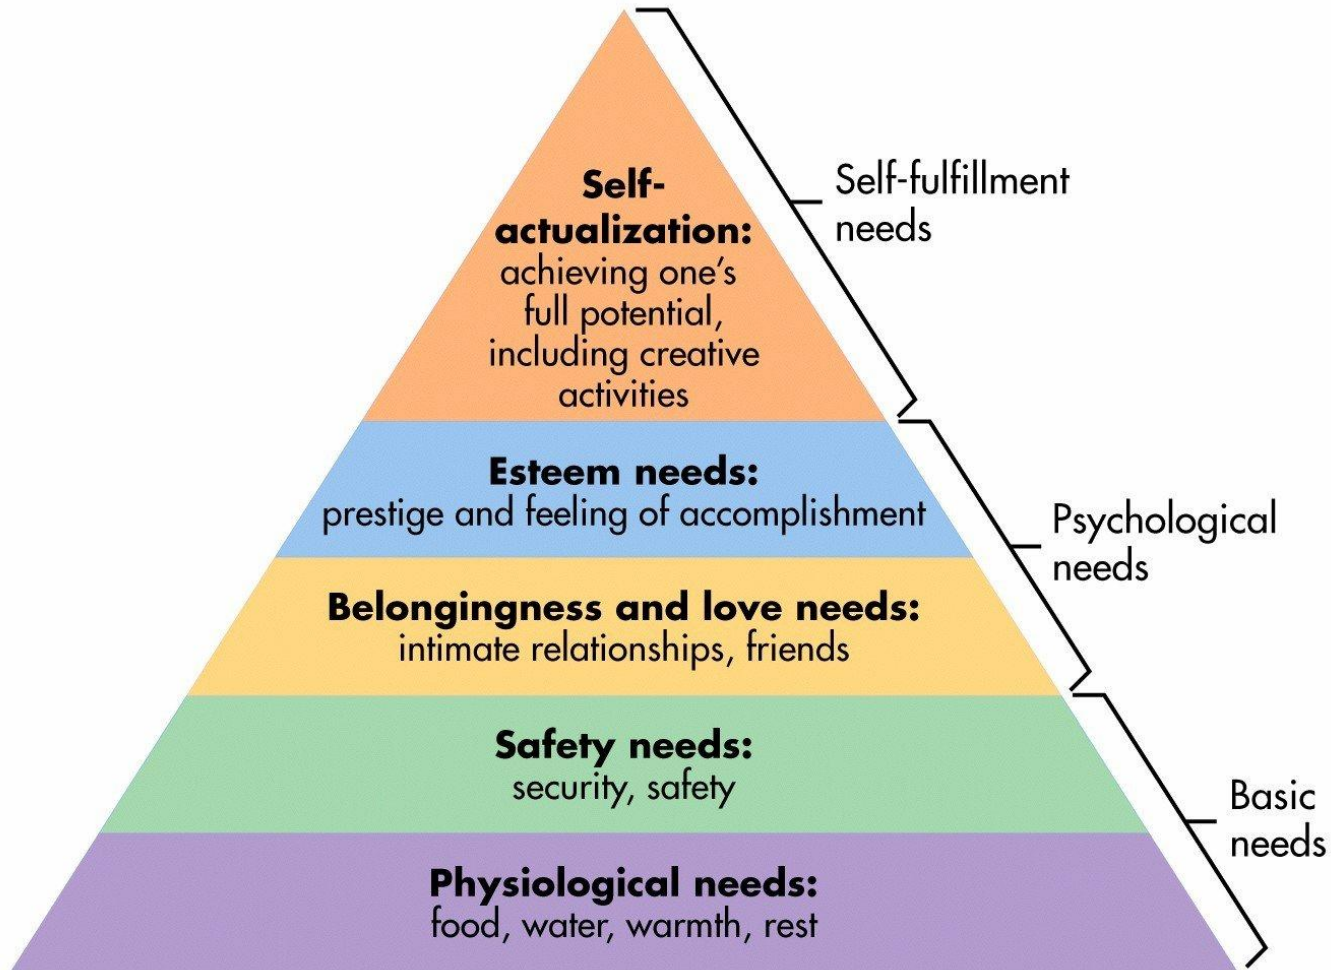 Self-
actualization:
achieving one's
full potential,
including creative
activities
Self-fulfillment
needs
Esteem needs:
prestige and feeling of accomplishment
Psychological
needs
Belongingness and love needs:
intimate relationships, friends
Safety needs:
security, safety
Basic
needs
Physiological needs:
food, water, warmth, rest